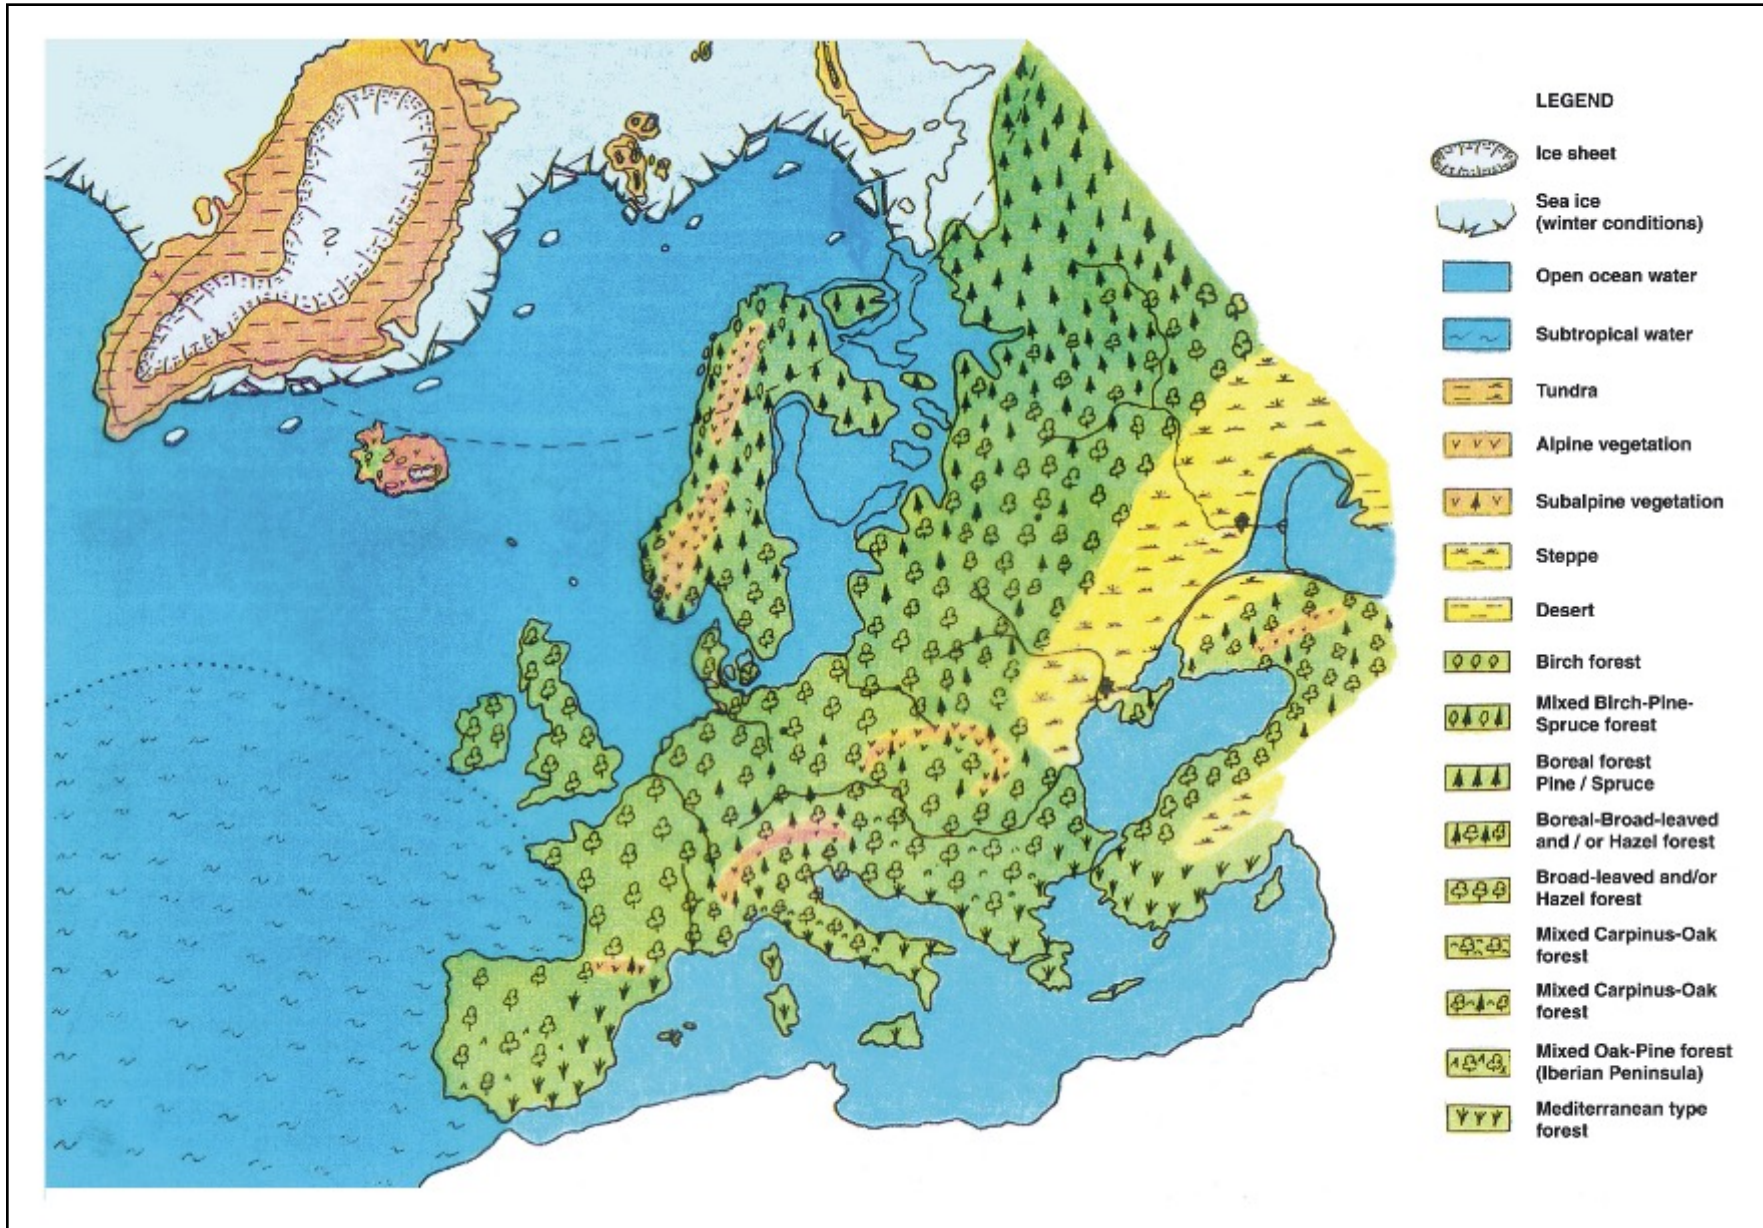 LEGEND
Ice sheet
Sea ice
(winter conditions)
Open ocean water
Subtropical water
Tundra
Alpine vegetation
Subalpine vegetation
Steppe
Desert
Birch forest
Mixed Birch-Pine-
Spruce forest
Boreal forest
Pine / Spruce
Boreal-Broad-leaved
and / or Hazel forest
Broad-leaved and/or
Hazel forest
Mixed Carpinus-Oak
forest
Mixed Carpinus-Oak
forest
Mixed Oak-Pine forest
(Iberian Peninsula)
Mediterranean type
forest
?